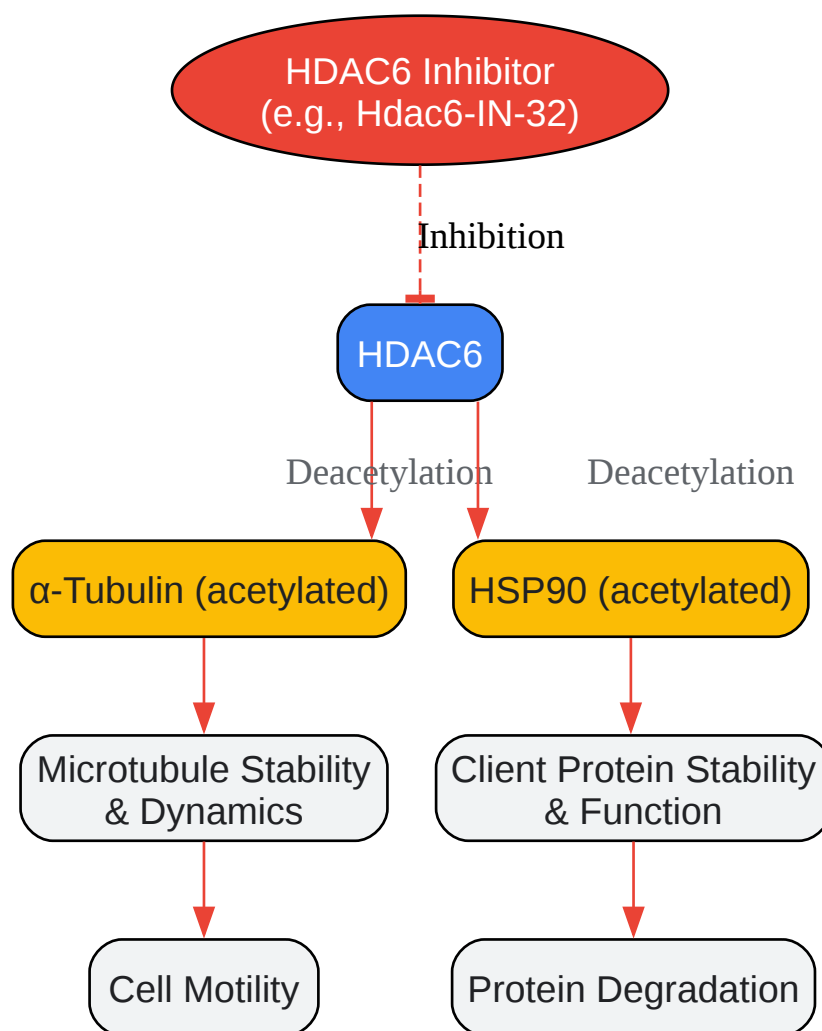 HDAC6 Inhibitor
(e.g., Hdac6-IN-32)
Inhibition
HDAC6
Deacetylation
Deacetylation
α-Tubulin (acetylated)
HSP90 (acetylated)
Microtubule Stability
& Dynamics
Client Protein Stability
& Function
Cell Motility
Protein Degradation